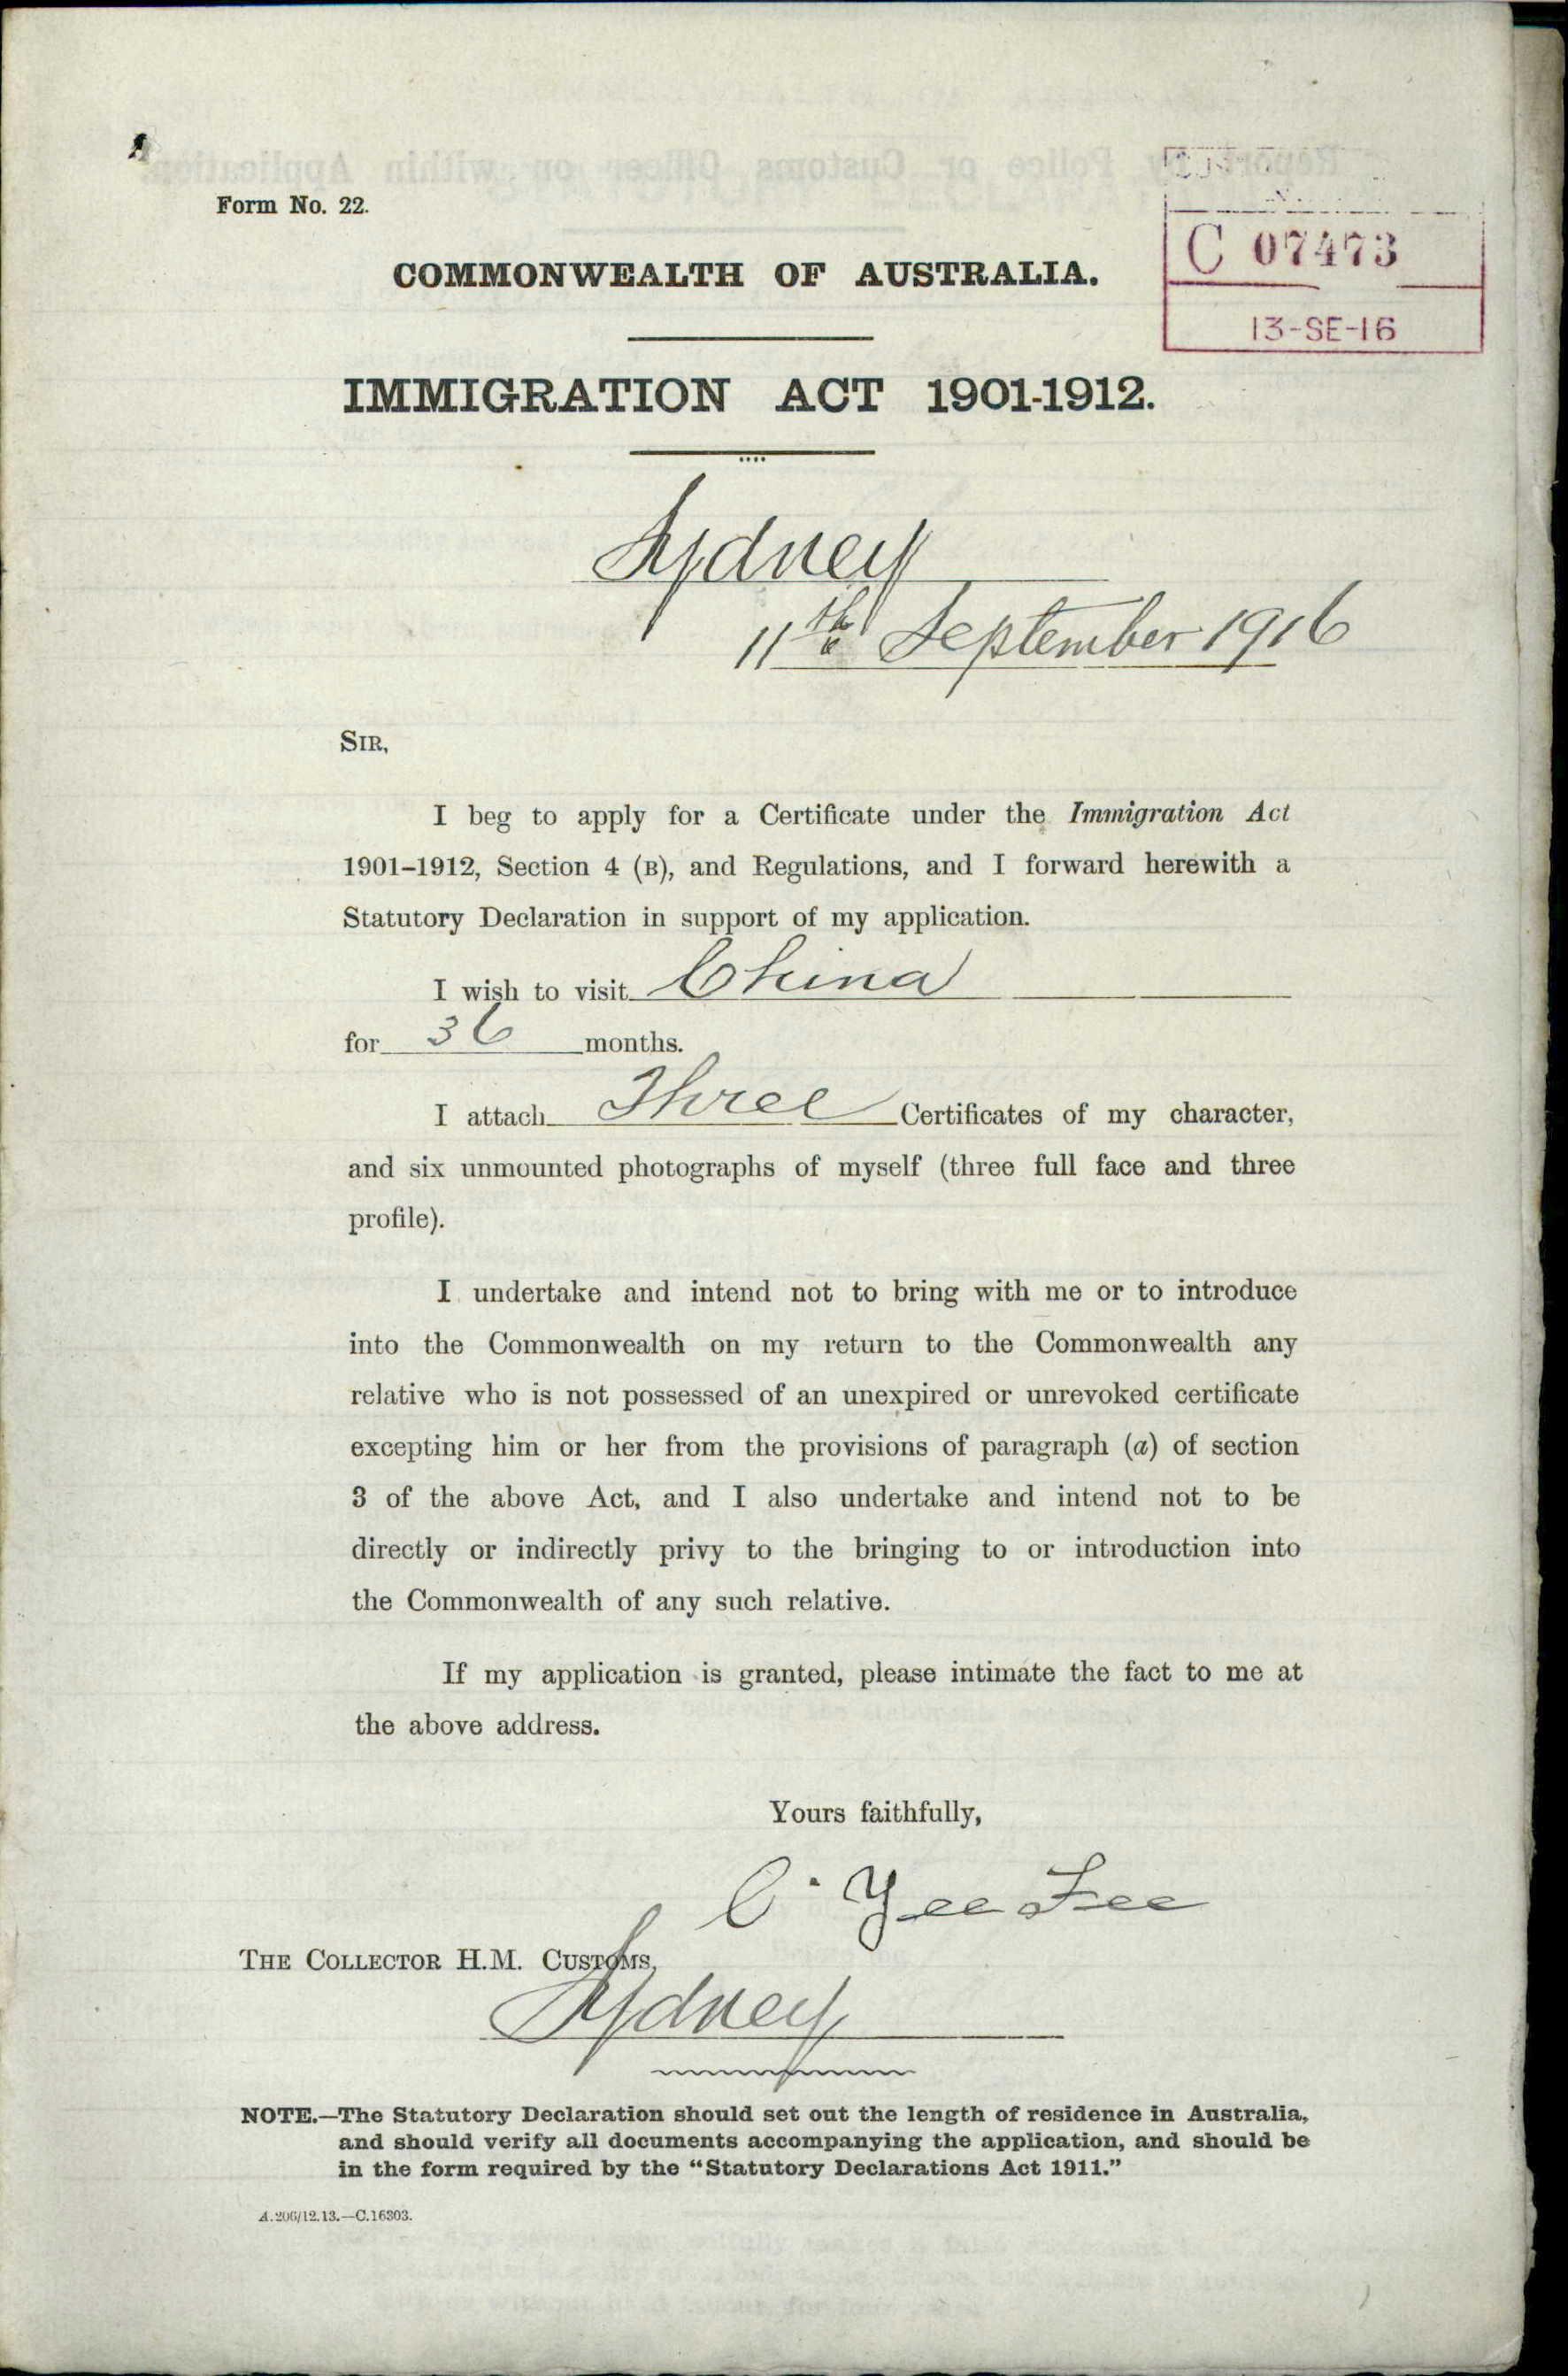 Form No. 22.
COMMONWEALTH OF AUSTRALIA.
C 07473
13-SE-16
IMMIGRATION ACT 1901-1912.
Sydney
11th September 1916
SIR,
I beg to apply for a Certificate under the Immigration Act
1901–1912, Section 4 (B), and Regulations, and I forward herewith a
Statutory Declaration in support of my application.
I wish to visit China
for 36 months.
I attach Three Certificates of my character,
and six unmounted photographs of myself (three full face and three
profile).
I undertake and intend not to bring with me or to introduce
into the Commonwealth on my return to the Commonwealth any
relative who is not possessed of an unexpired or unrevoked certificate
excepting him or her from the provisions of paragraph (a) of section
3 of the above Act, and I also undertake and intend not to be
directly or indirectly privy to the bringing to or introduction into
the Commonwealth of any such relative.
If my application is granted, please intimate the fact to me at
the above address.
Yours faithfully,
C. Yee Fee
THE COLLECTOR H.M. CUSTOMS,
Sydney
NOTE.—The Statutory Declaration should set out the length of residence in Australia,
and should verify all documents accompanying the application, and should be
in the form required by the “Statutory Declarations Act 1911.”
A.206/12.13.—C.16303.